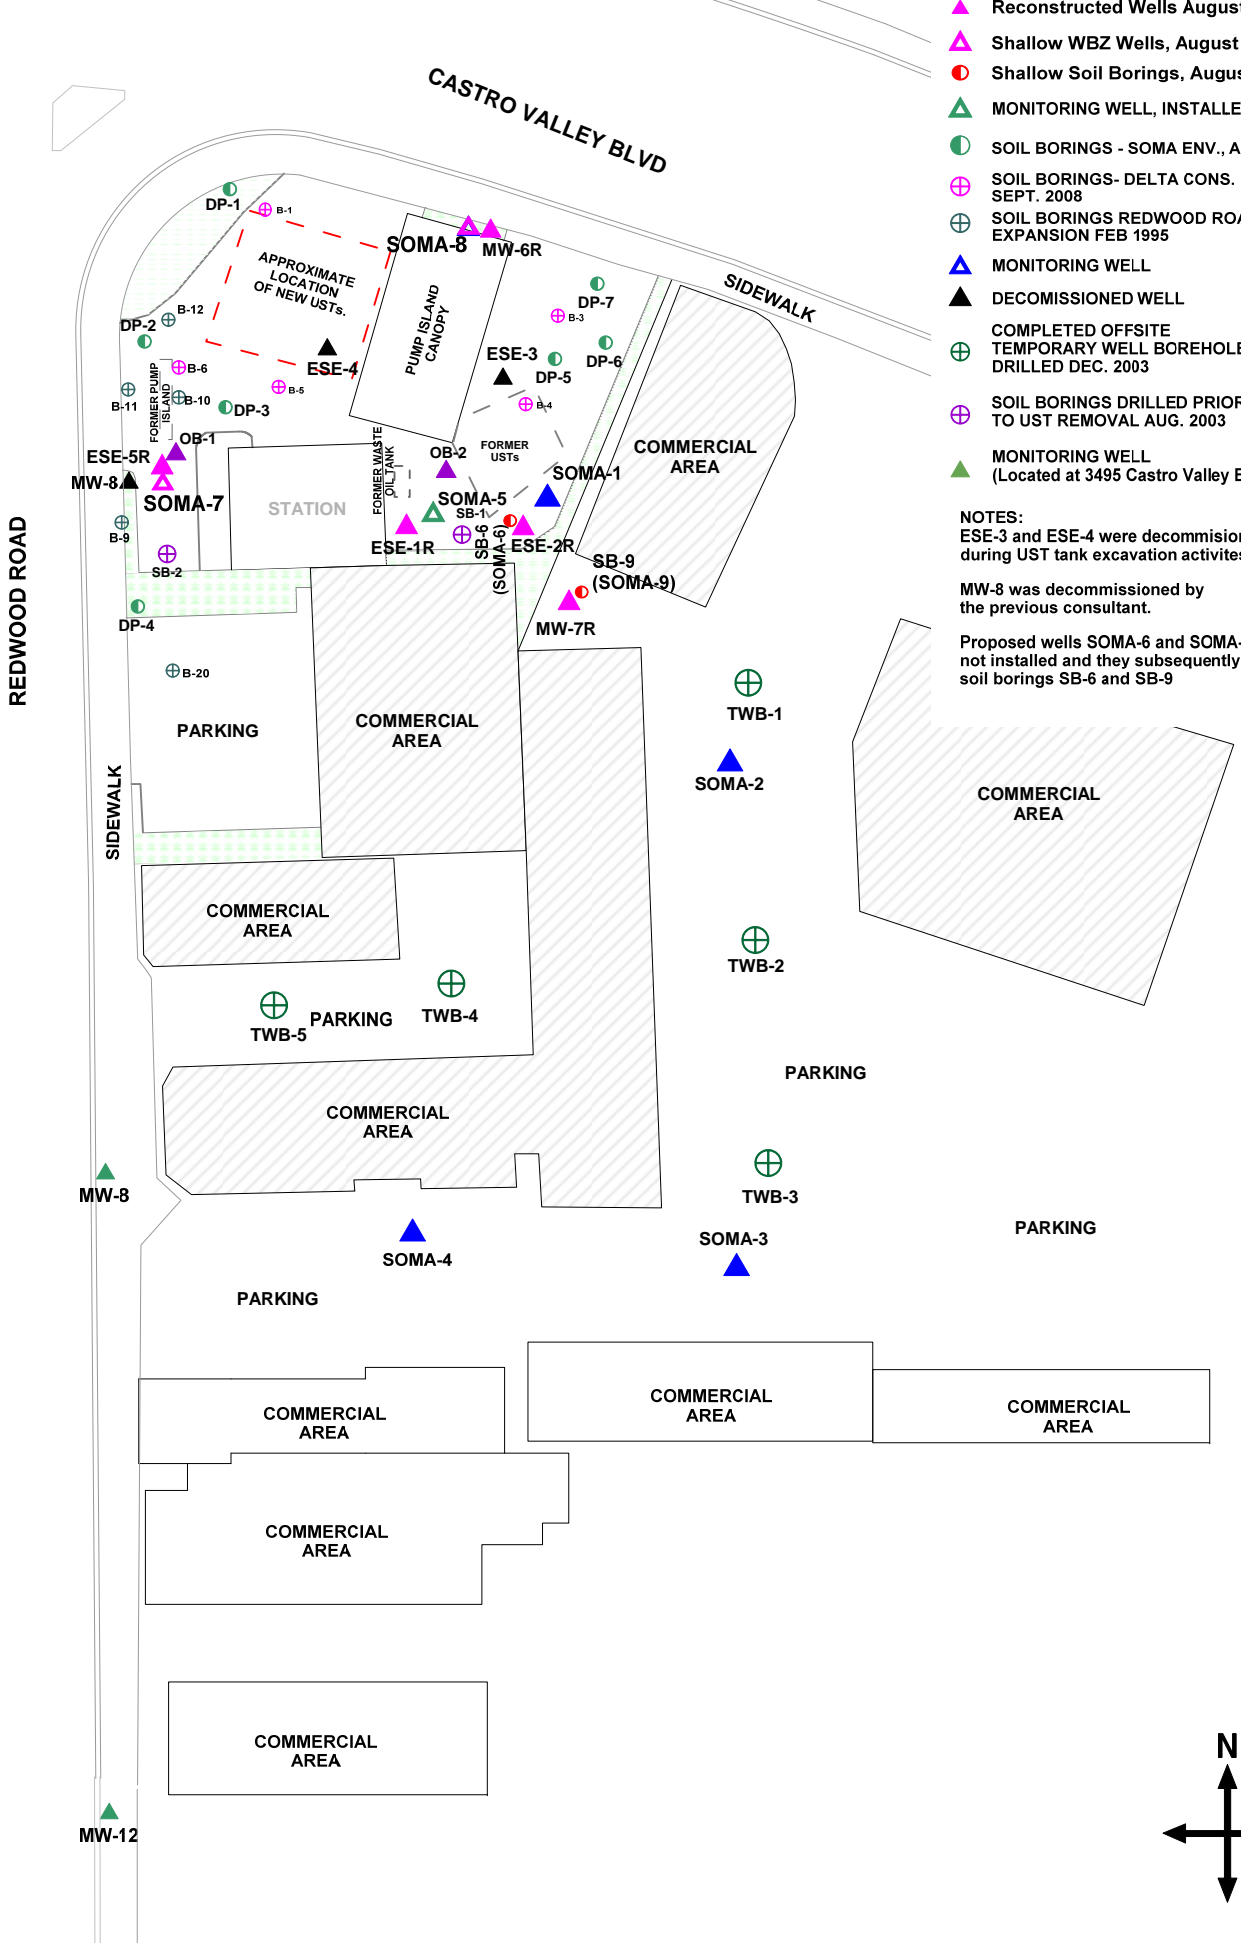 Reconstructed Wells August
Shallow WBZ Wells, August
Shallow Soil Borings, Augus
MONITORING WELL, INSTALLE
SOIL BORINGS - SOMA ENV., A
SOIL BORINGS- DELTA CONS.
SEPT. 2008
SOIL BORINGS REDWOOD ROA
EXPANSION FEB 1995
MONITORING WELL
DECOMISSIONED WELL
COMPLETED OFFSITE
TEMPORARY WELL BOREHOLE
DRILLED DEC. 2003
SOIL BORINGS DRILLED PRIOR
TO UST REMOVAL AUG. 2003
MONITORING WELL
(Located at 3495 Castro Valley B
NOTES:
ESE-3 and ESE-4 were decommision
during UST tank excavation activites
MW-8 was decommissioned by
the previous consultant.
Proposed wells SOMA-6 and SOMA-
not installed and they subsequently
soil borings SB-6 and SB-9
CASTRO VALLEY BLVD
SIDEWALK
DP-1
B-1
SOMA-8
MW-6R
APPROXIMATE
LOCATION
OF NEW USTs.
PUMP ISLAND
CANOPY
DP-7
B-3
DP-6
DP-5
B-12
DP-2
ESE-3
ESE-4
B-6
B-5
B-4
B-11
B-10
DP-3
FORMER PUMP
ISLAND
OB-1
ESE-5R
MW-8
SOMA-7
STATION
FORMER WASTE
OIL TANK
OB-2
FORMER
USTs
SOMA-1
SOMA-5
SB-1
ESE-1R
SB-6
(SOMA-6)
ESE-2R
COMMERCIAL
AREA
B-9
SB-2
SB-9
(SOMA-9)
DP-4
MW-7R
REDWOOD ROAD
B-20
PARKING
COMMERCIAL
AREA
TWB-1
SOMA-2
SIDEWALK
COMMERCIAL
AREA
COMMERCIAL
AREA
TWB-2
TWB-5
PARKING
TWB-4
PARKING
COMMERCIAL
AREA
MW-8
TWB-3
SOMA-4
SOMA-3
PARKING
PARKING
COMMERCIAL
AREA
COMMERCIAL
AREA
COMMERCIAL
AREA
COMMERCIAL
AREA
COMMERCIAL
AREA
MW-12
N